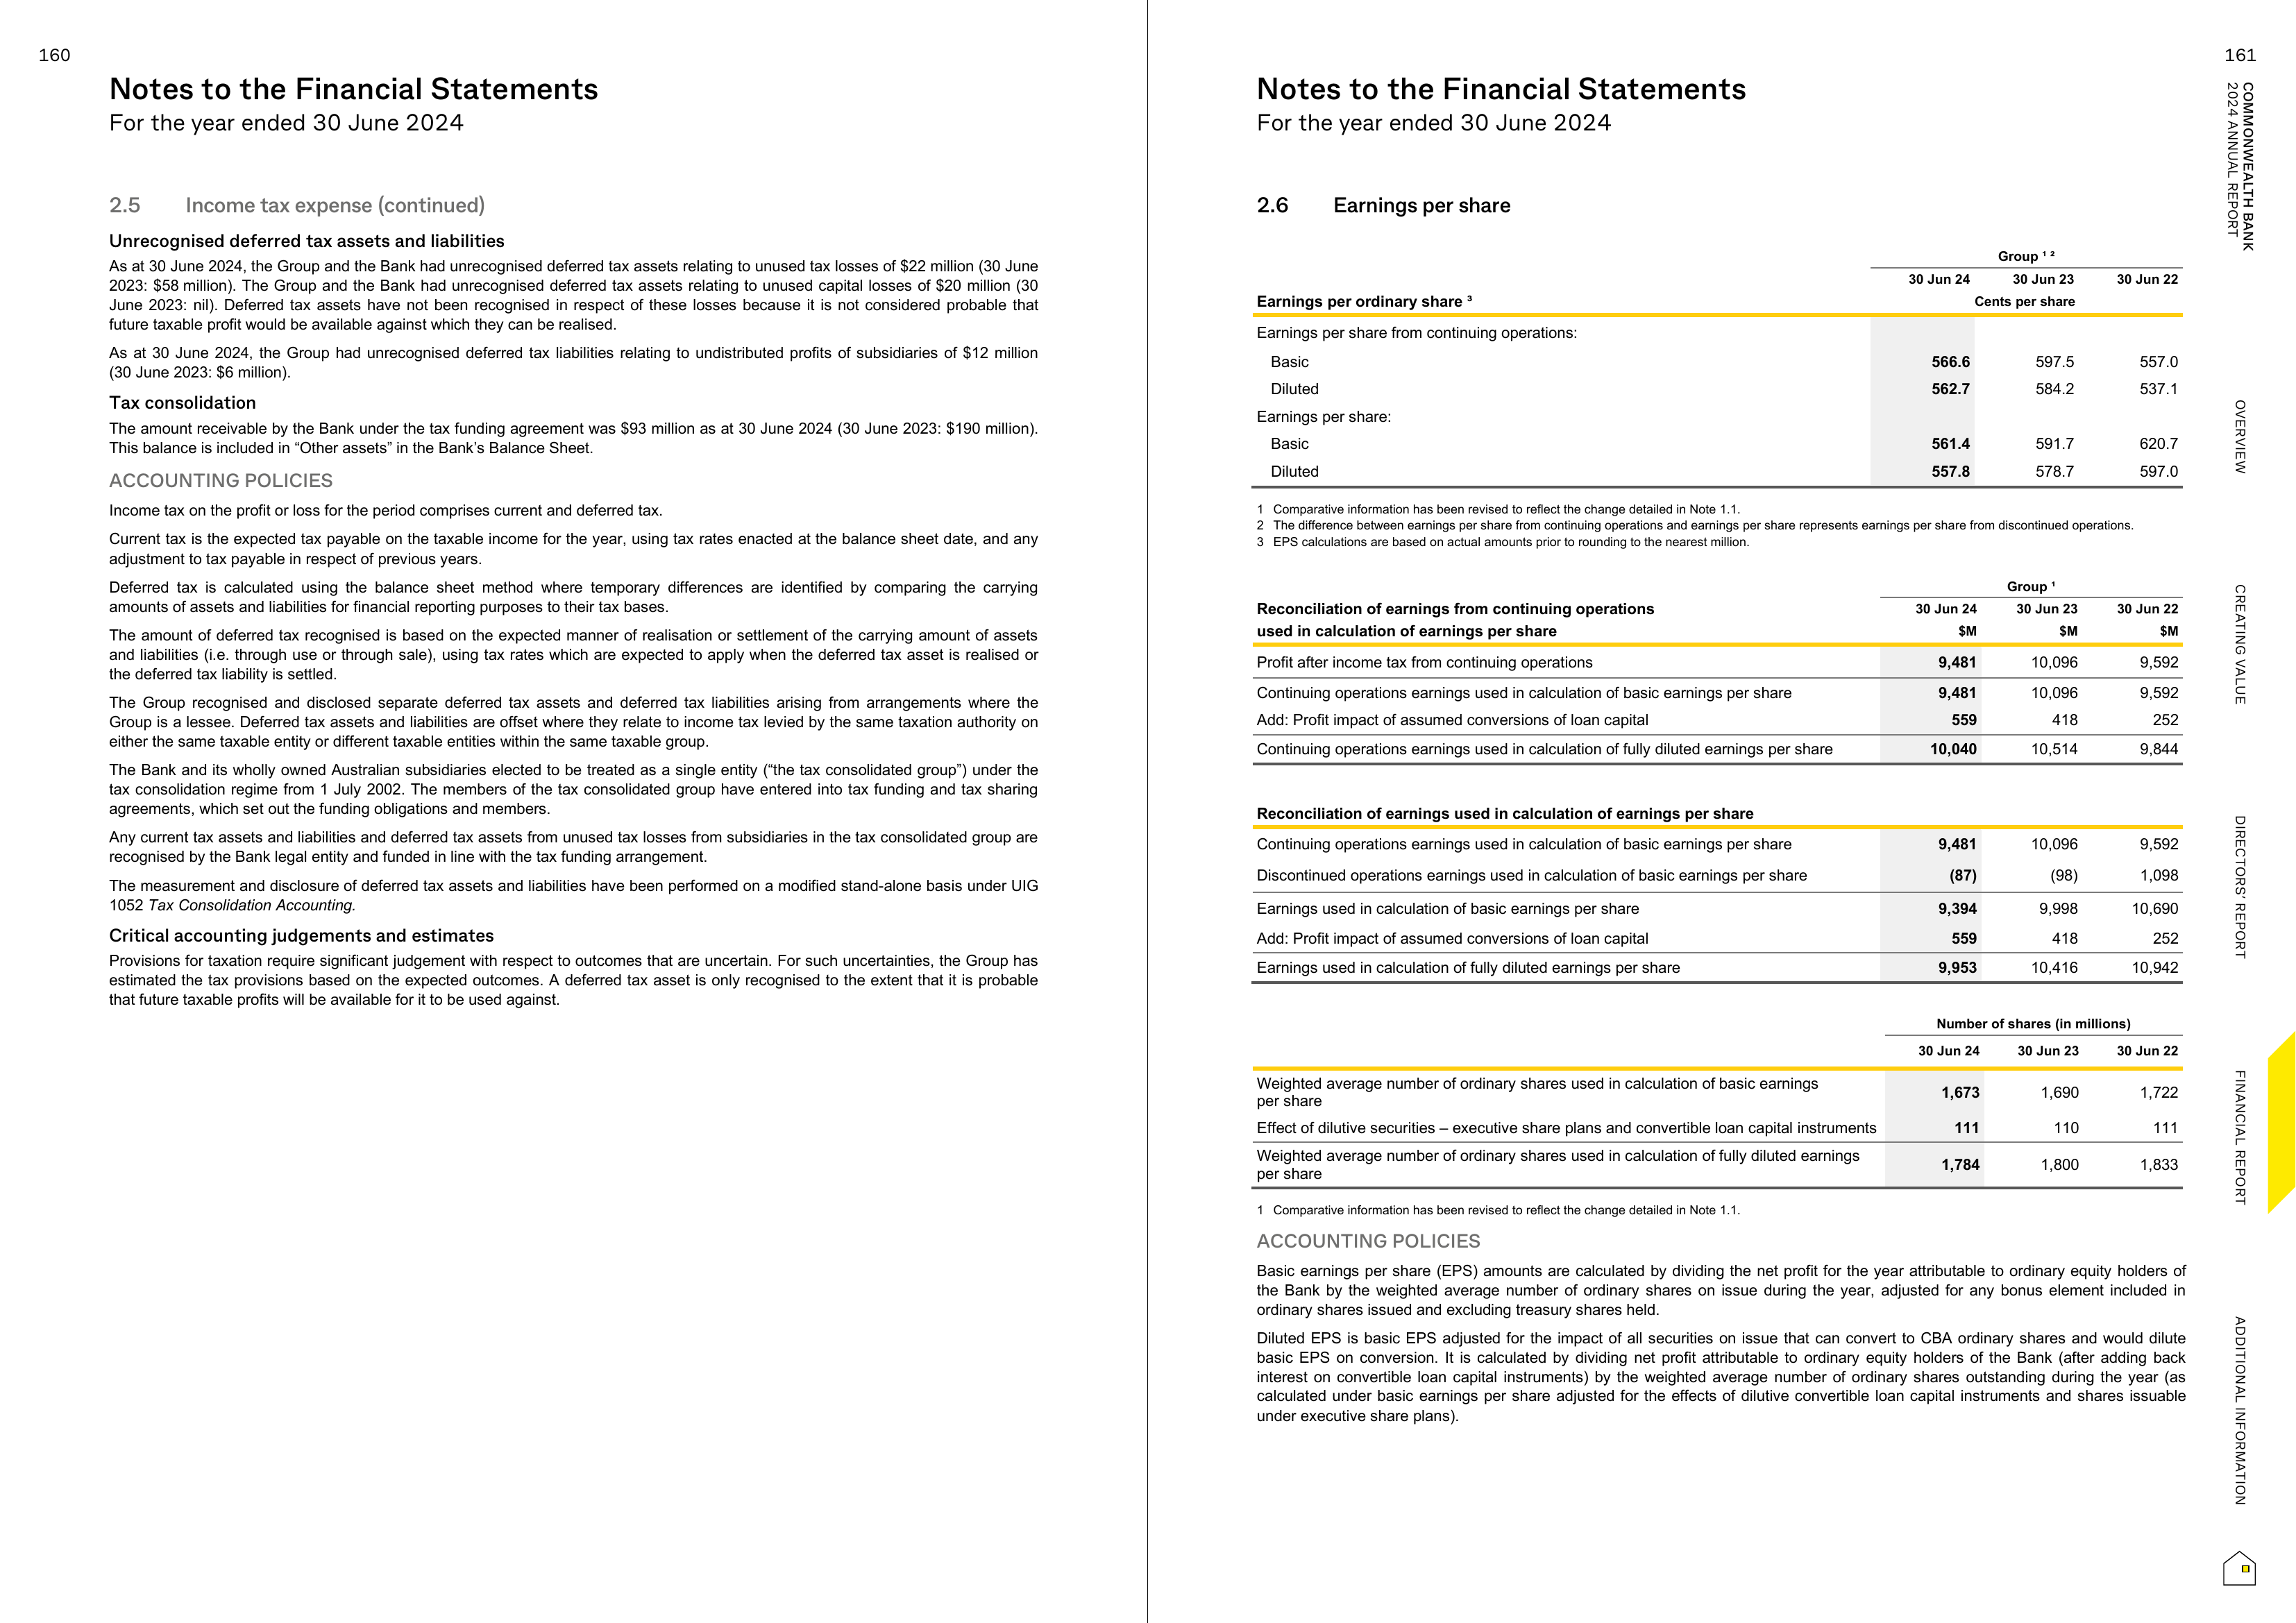 160
Notes to the Financial Statements
For the year ended 30 June 2024
2.5 Income tax expense (continued)
Unrecognised deferred tax assets and liabilities
As at 30 June 2024, the Group and the Bank had unrecognised deferred tax assets relating to unused tax losses of $22 million (30 June
2023: $58 million). The Group and the Bank had unrecognised deferred tax assets relating to unused capital losses of $20 million (30
June 2023: nil). Deferred tax assets have not been recognised in respect of these losses because it is not considered probable that
future taxable profit would be available against which they can be realised.
As at 30 June 2024, the Group had unrecognised deferred tax liabilities relating to undistributed profits of subsidiaries of $12 million
(30 June 2023: $6 million).
Tax consolidation
The amount receivable by the Bank under the tax funding agreement was $93 million as at 30 June 2024 (30 June 2023: $190 million).
This balance is included in “Other assets” in the Bank’s Balance Sheet.
ACCOUNTING POLICIES
Income tax on the profit or loss for the period comprises current and deferred tax.
Current tax is the expected tax payable on the taxable income for the year, using tax rates enacted at the balance sheet date, and any
adjustment to tax payable in respect of previous years.
Deferred tax is calculated using the balance sheet method where temporary differences are identified by comparing the carrying
amounts of assets and liabilities for financial reporting purposes to their tax bases.
The amount of deferred tax recognised is based on the expected manner of realisation or settlement of the carrying amount of assets
and liabilities (i.e. through use or through sale), using tax rates which are expected to apply when the deferred tax asset is realised or
the deferred tax liability is settled.
The Group recognised and disclosed separate deferred tax assets and deferred tax liabilities arising from arrangements where the
Group is a lessee. Deferred tax assets and liabilities are offset where they relate to income tax levied by the same taxation authority on
either the same taxable entity or different taxable entities within the same taxable group.
The Bank and its wholly owned Australian subsidiaries elected to be treated as a single entity (“the tax consolidated group”) under the
tax consolidation regime from 1 July 2002. The members of the tax consolidated group have entered into tax funding and tax sharing
agreements, which set out the funding obligations and members.
Any current tax assets and liabilities and deferred tax assets from unused tax losses from subsidiaries in the tax consolidated group are
recognised by the Bank legal entity and funded in line with the tax funding arrangement.
The measurement and disclosure of deferred tax assets and liabilities have been performed on a modified stand-alone basis under UIG
1052 Tax Consolidation Accounting.
Critical accounting judgements and estimates
Provisions for taxation require significant judgement with respect to outcomes that are uncertain. For such uncertainties, the Group has
estimated the tax provisions based on the expected outcomes. A deferred tax asset is only recognised to the extent that it is probable
that future taxable profits will be available for it to be used against.
161
Notes to the Financial Statements
For the year ended 30 June 2024
2.6 Earnings per share
Group ¹ ²
30 Jun 24 30 Jun 23 30 Jun 22
Earnings per ordinary share ³ Cents per share
Earnings per share from continuing operations:
Basic 566.6 597.5 557.0
Diluted 562.7 584.2 537.1
Earnings per share:
Basic 561.4 591.7 620.7
Diluted 557.8 578.7 597.0
1 Comparative information has been revised to reflect the change detailed in Note 1.1.
2 The difference between earnings per share from continuing operations and earnings per share represents earnings per share from discontinued operations.
3 EPS calculations are based on actual amounts prior to rounding to the nearest million.
Group ¹
Reconciliation of earnings from continuing operations 30 Jun 24 30 Jun 23 30 Jun 22
used in calculation of earnings per share $M $M $M
Profit after income tax from continuing operations 9,481 10,096 9,592
Continuing operations earnings used in calculation of basic earnings per share 9,481 10,096 9,592
Add: Profit impact of assumed conversions of loan capital 559 418 252
Continuing operations earnings used in calculation of fully diluted earnings per share 10,040 10,514 9,844
Reconciliation of earnings used in calculation of earnings per share
Continuing operations earnings used in calculation of basic earnings per share 9,481 10,096 9,592
Discontinued operations earnings used in calculation of basic earnings per share (87) (98) 1,098
Earnings used in calculation of basic earnings per share 9,394 9,998 10,690
Add: Profit impact of assumed conversions of loan capital 559 418 252
Earnings used in calculation of fully diluted earnings per share 9,953 10,416 10,942
Number of shares (in millions)
30 Jun 24 30 Jun 23 30 Jun 22
Weighted average number of ordinary shares used in calculation of basic earnings
per share 1,673 1,690 1,722
Effect of dilutive securities – executive share plans and convertible loan capital instruments 111 110 111
Weighted average number of ordinary shares used in calculation of fully diluted earnings
per share 1,784 1,800 1,833
1 Comparative information has been revised to reflect the change detailed in Note 1.1.
ACCOUNTING POLICIES
Basic earnings per share (EPS) amounts are calculated by dividing the net profit for the year attributable to ordinary equity holders of
the Bank by the weighted average number of ordinary shares on issue during the year, adjusted for any bonus element included in
ordinary shares issued and excluding treasury shares held.
Diluted EPS is basic EPS adjusted for the impact of all securities on issue that can convert to CBA ordinary shares and would dilute
basic EPS on conversion. It is calculated by dividing net profit attributable to ordinary equity holders of the Bank (after adding back
interest on convertible loan capital instruments) by the weighted average number of ordinary shares outstanding during the year (as
calculated under basic earnings per share adjusted for the effects of dilutive convertible loan capital instruments and shares issuable
under executive share plans).
COMMONWEALTH BANK
2024 ANNUAL REPORT
OVERVIEW
CREATING VALUE
DIRECTORS’ REPORT
FINANCIAL REPORT
ADDITIONAL INFORMATION